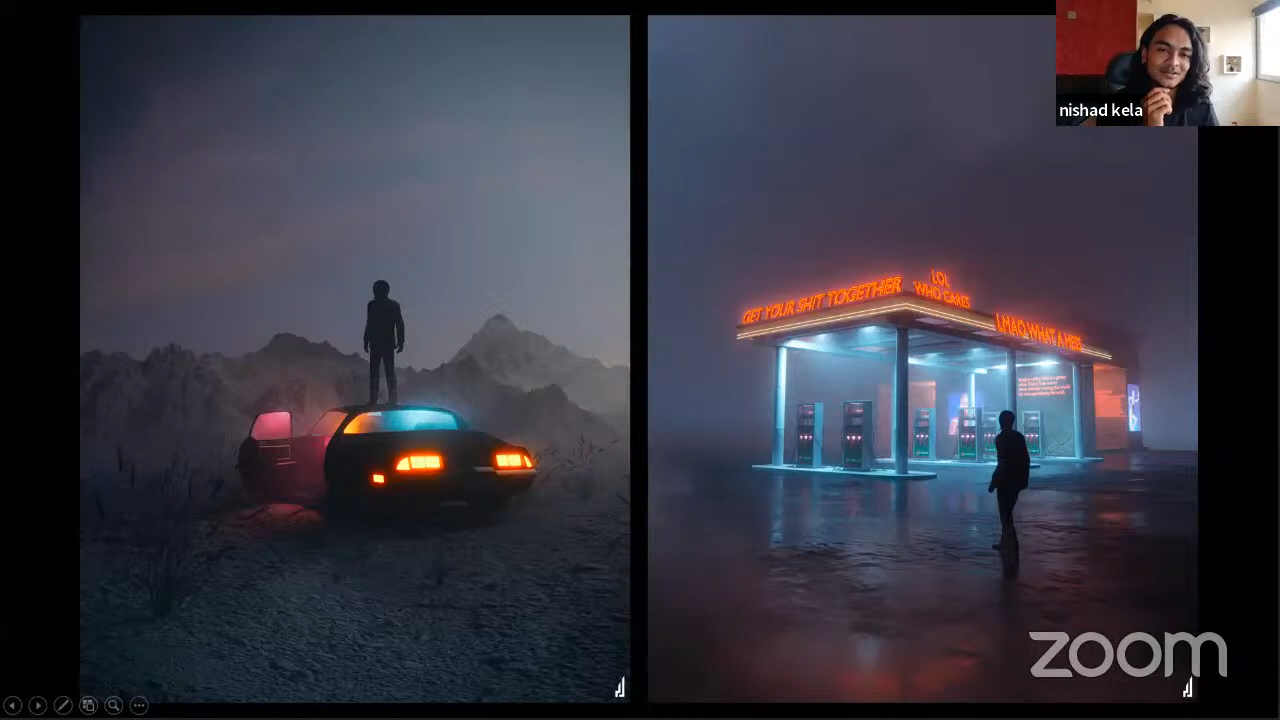 nishad kela
GET YOUR SHIT TOGETHER
LOL
WHO CARES
LMAO WHAT A MESS
zoom